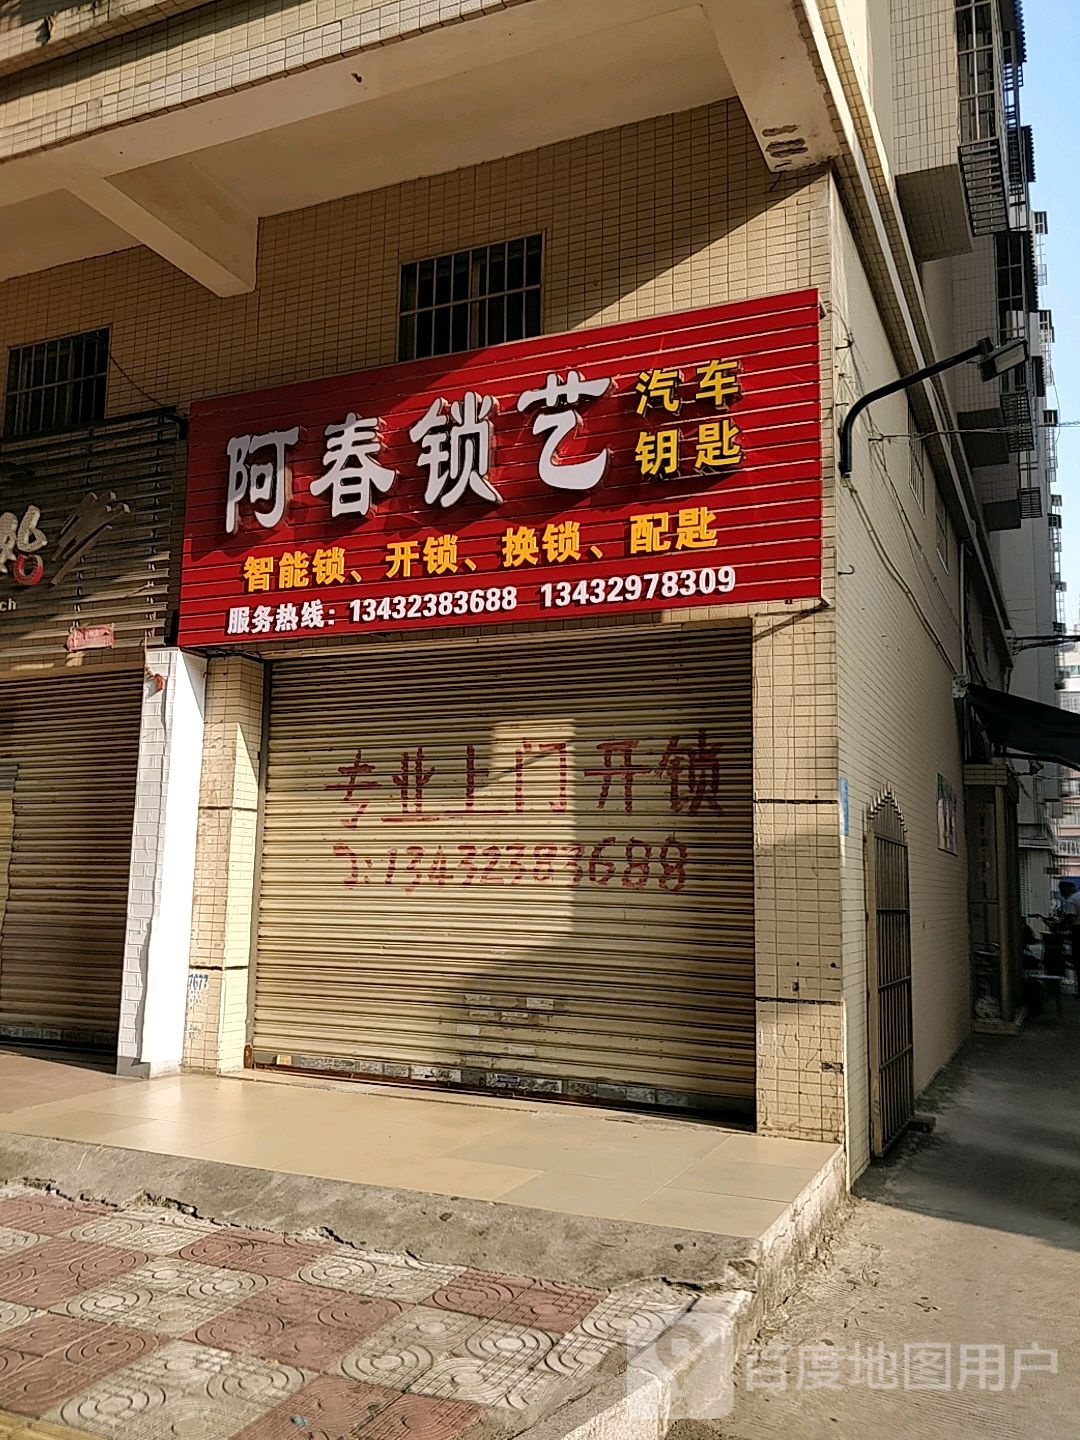 阿春锁艺
汽车
钥匙
智能锁、开锁、换锁、配匙
服务热线：13432383688 13432978309
专业上门开锁
:13432383688
百度地图用户